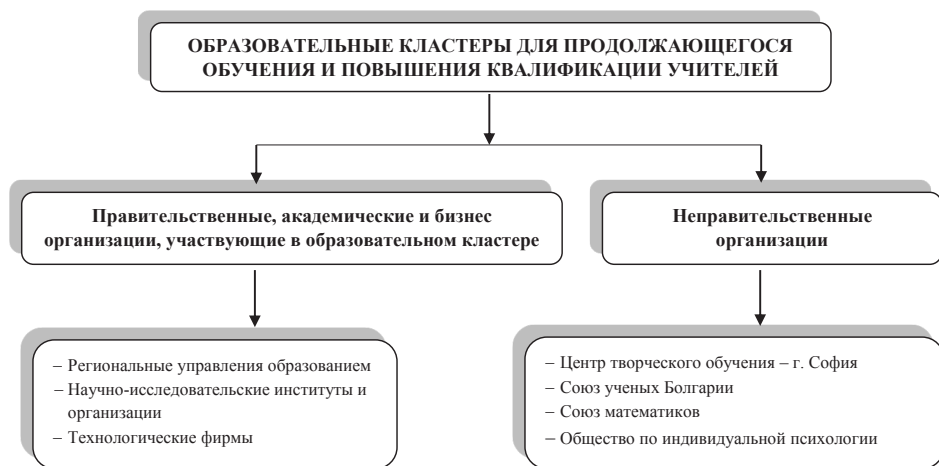 ОБРАЗОВАТЕЛЬНЫЕ КЛАСТЕРЫ ДЛЯ ПРОДОЛЖАЮЩЕГОСЯ
ОБУЧЕНИЯ И ПОВЫШЕНИЯ КВАЛИФИКАЦИИ УЧИТЕЛЕЙ
Правительственные, академические и бизнес
организации, участвующие в образовательном кластере
Неправительственные
организации
– Региональные управления образованием
– Научно-исследовательские институты и
организации
– Технологические фирмы
– Центр творческого обучения – г. София
– Союз ученых Болгарии
– Союз математиков
– Общество по индивидуальной психологии